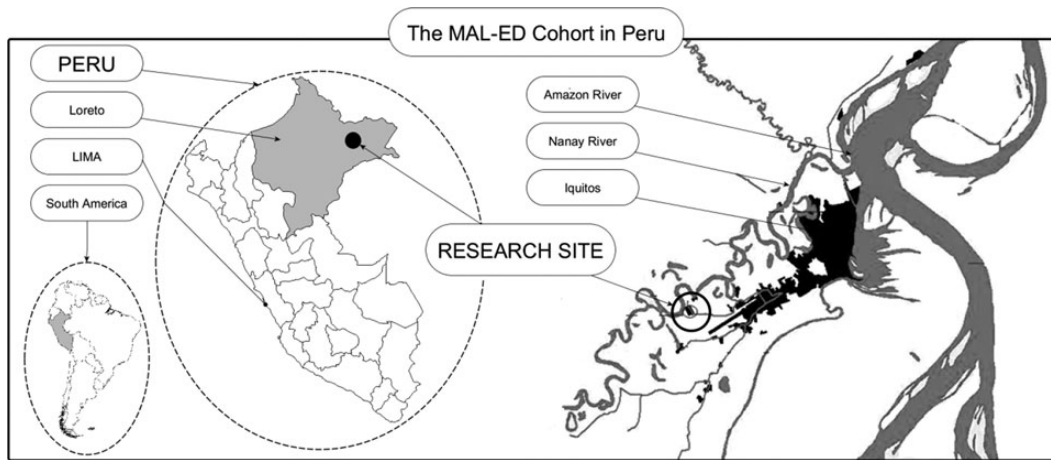 The MAL-ED Cohort in Peru
PERU
Loreto
LIMA
South America
RESEARCH SITE
Amazon River
Nanay River
Iquitos